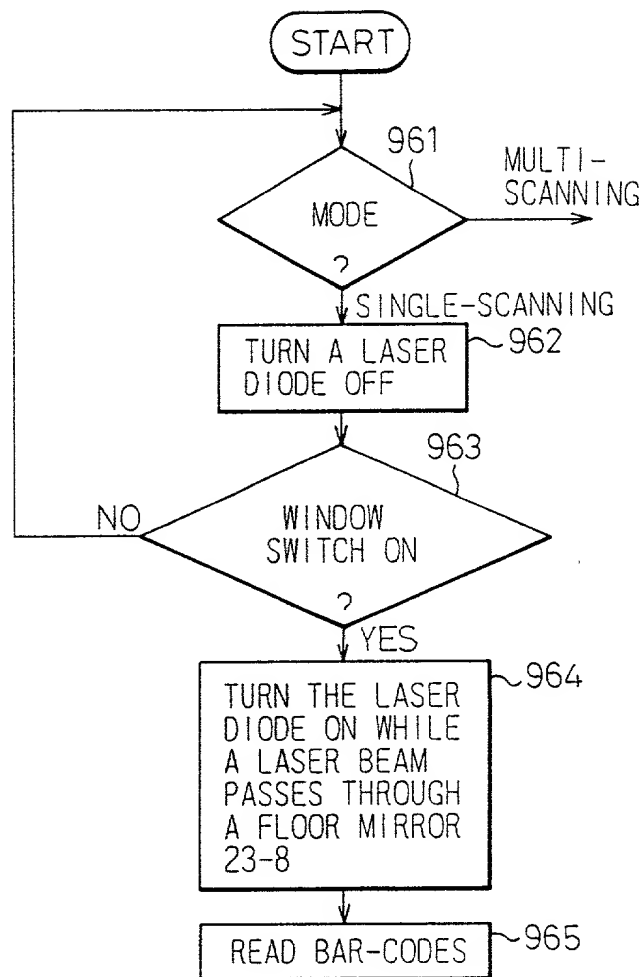 START
961
MULTI-
SCANNING
MODE
?
SINGLE-SCANNING
TURN A LASER
DIODE OFF
962
963
NO
WINDOW
SWITCH ON
?
YES
TURN THE LASER
DIODE ON WHILE
A LASER BEAM
PASSES THROUGH
A FLOOR MIRROR
23-8
964
READ BAR-CODES
965